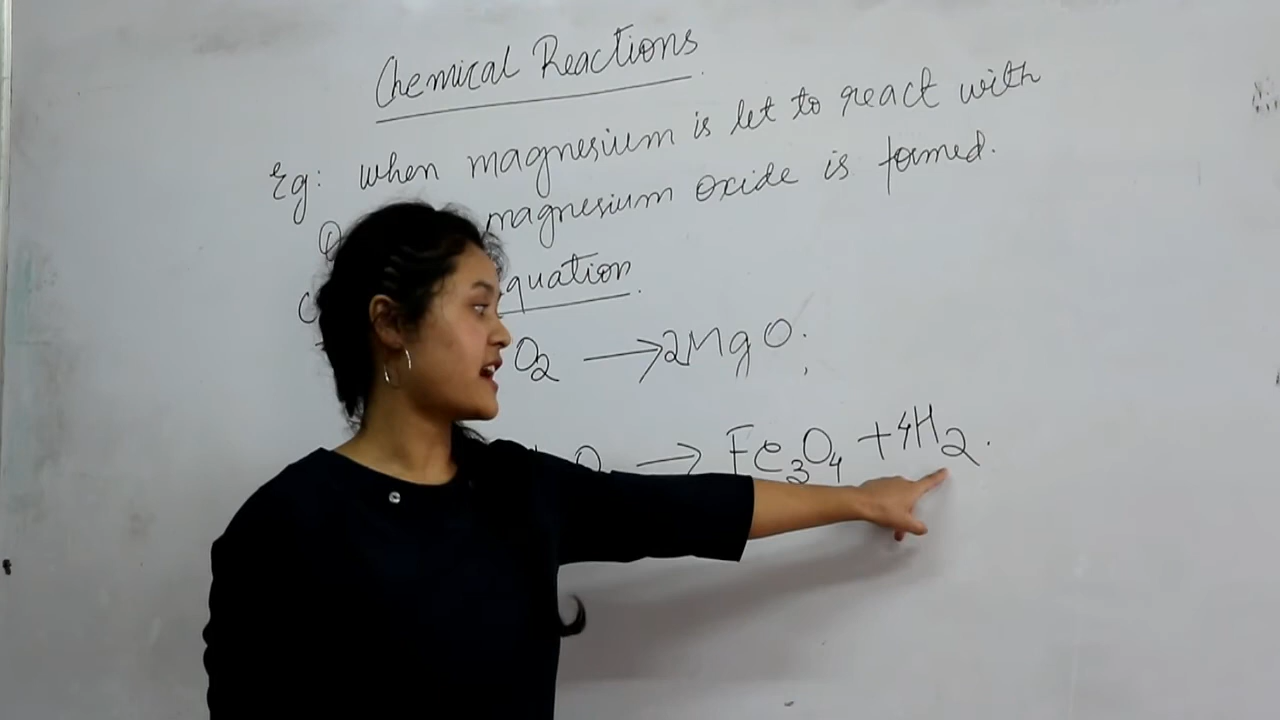 Chemical Reactions
Eg: when magnesium is let to react with
magnesium oxide is formed.
quation.
O2 → 2MgO.
O → Fe3O4 + 4H2.